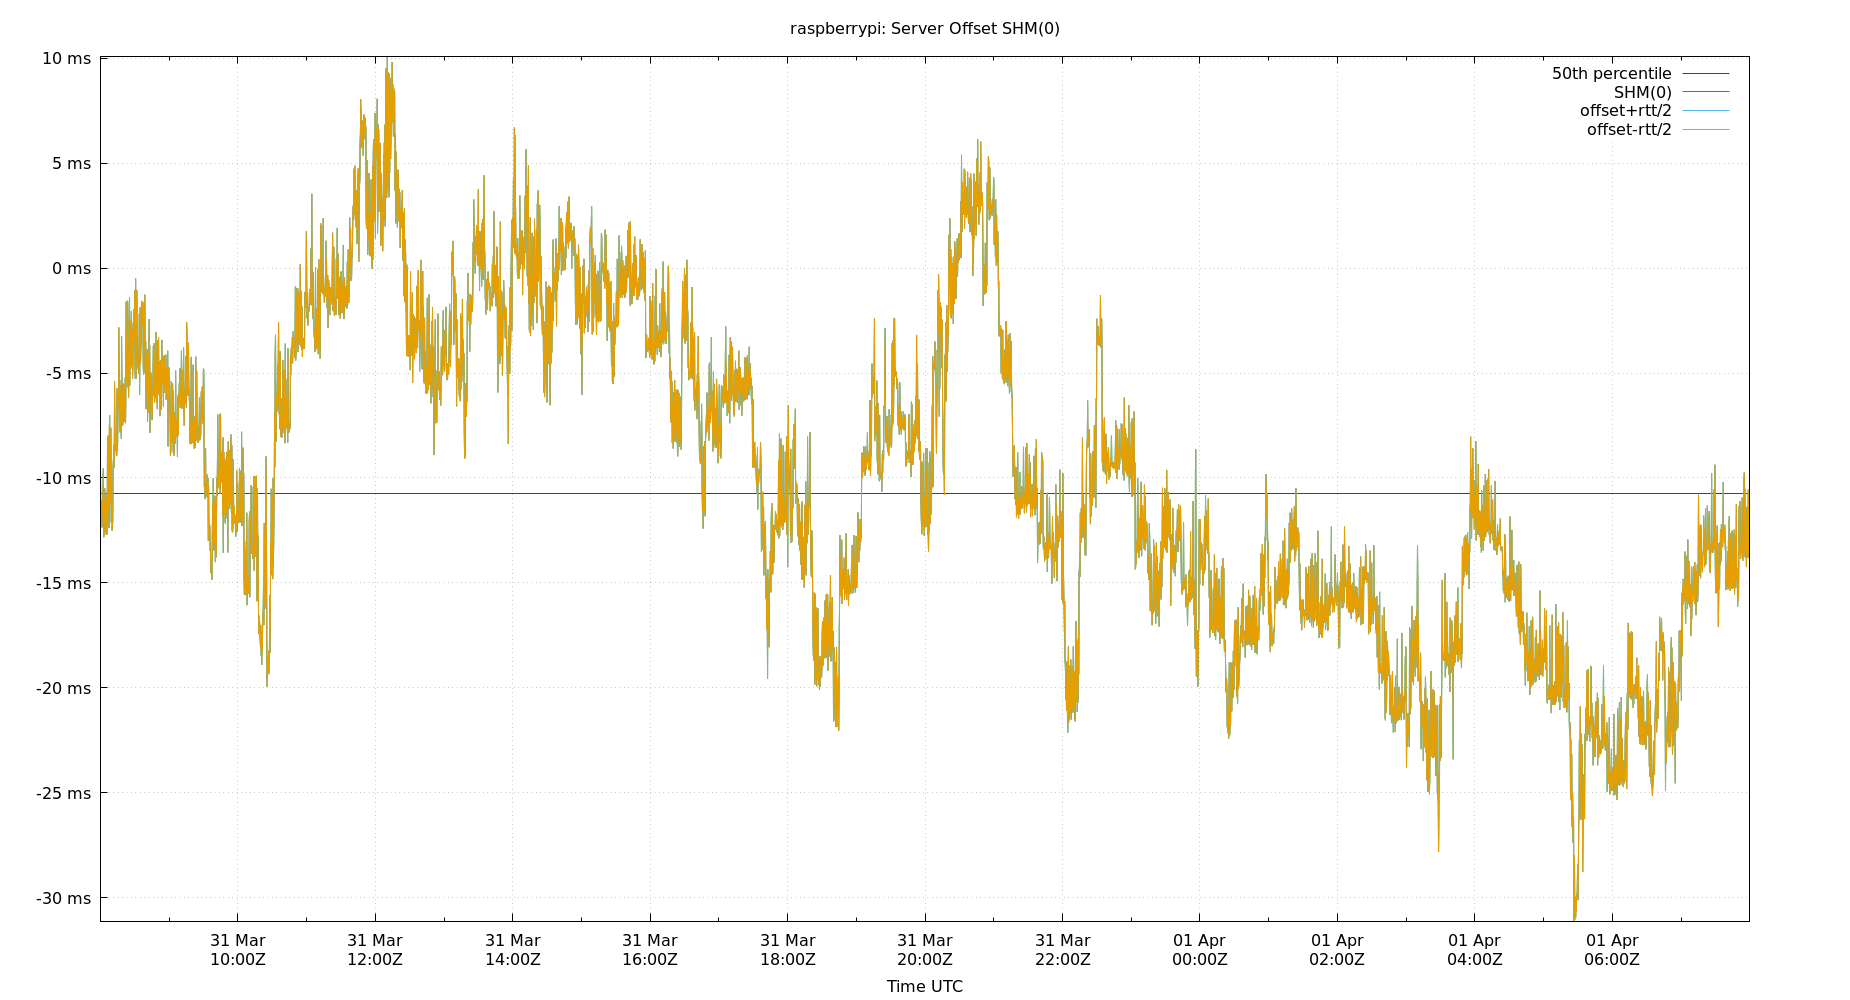 raspberrypi: Server Offset SHM(0)
10 ms
5 ms
0 ms
-5 ms
-10 ms
-15 ms
-20 ms
-25 ms
-30 ms
50th percentile
SHM(0)
offset+rtt/2
offset-rtt/2
31 Mar
10:00Z
31 Mar
12:00Z
31 Mar
14:00Z
31 Mar
16:00Z
31 Mar
18:00Z
31 Mar
20:00Z
31 Mar
22:00Z
01 Apr
00:00Z
01 Apr
02:00Z
01 Apr
04:00Z
01 Apr
06:00Z
Time UTC